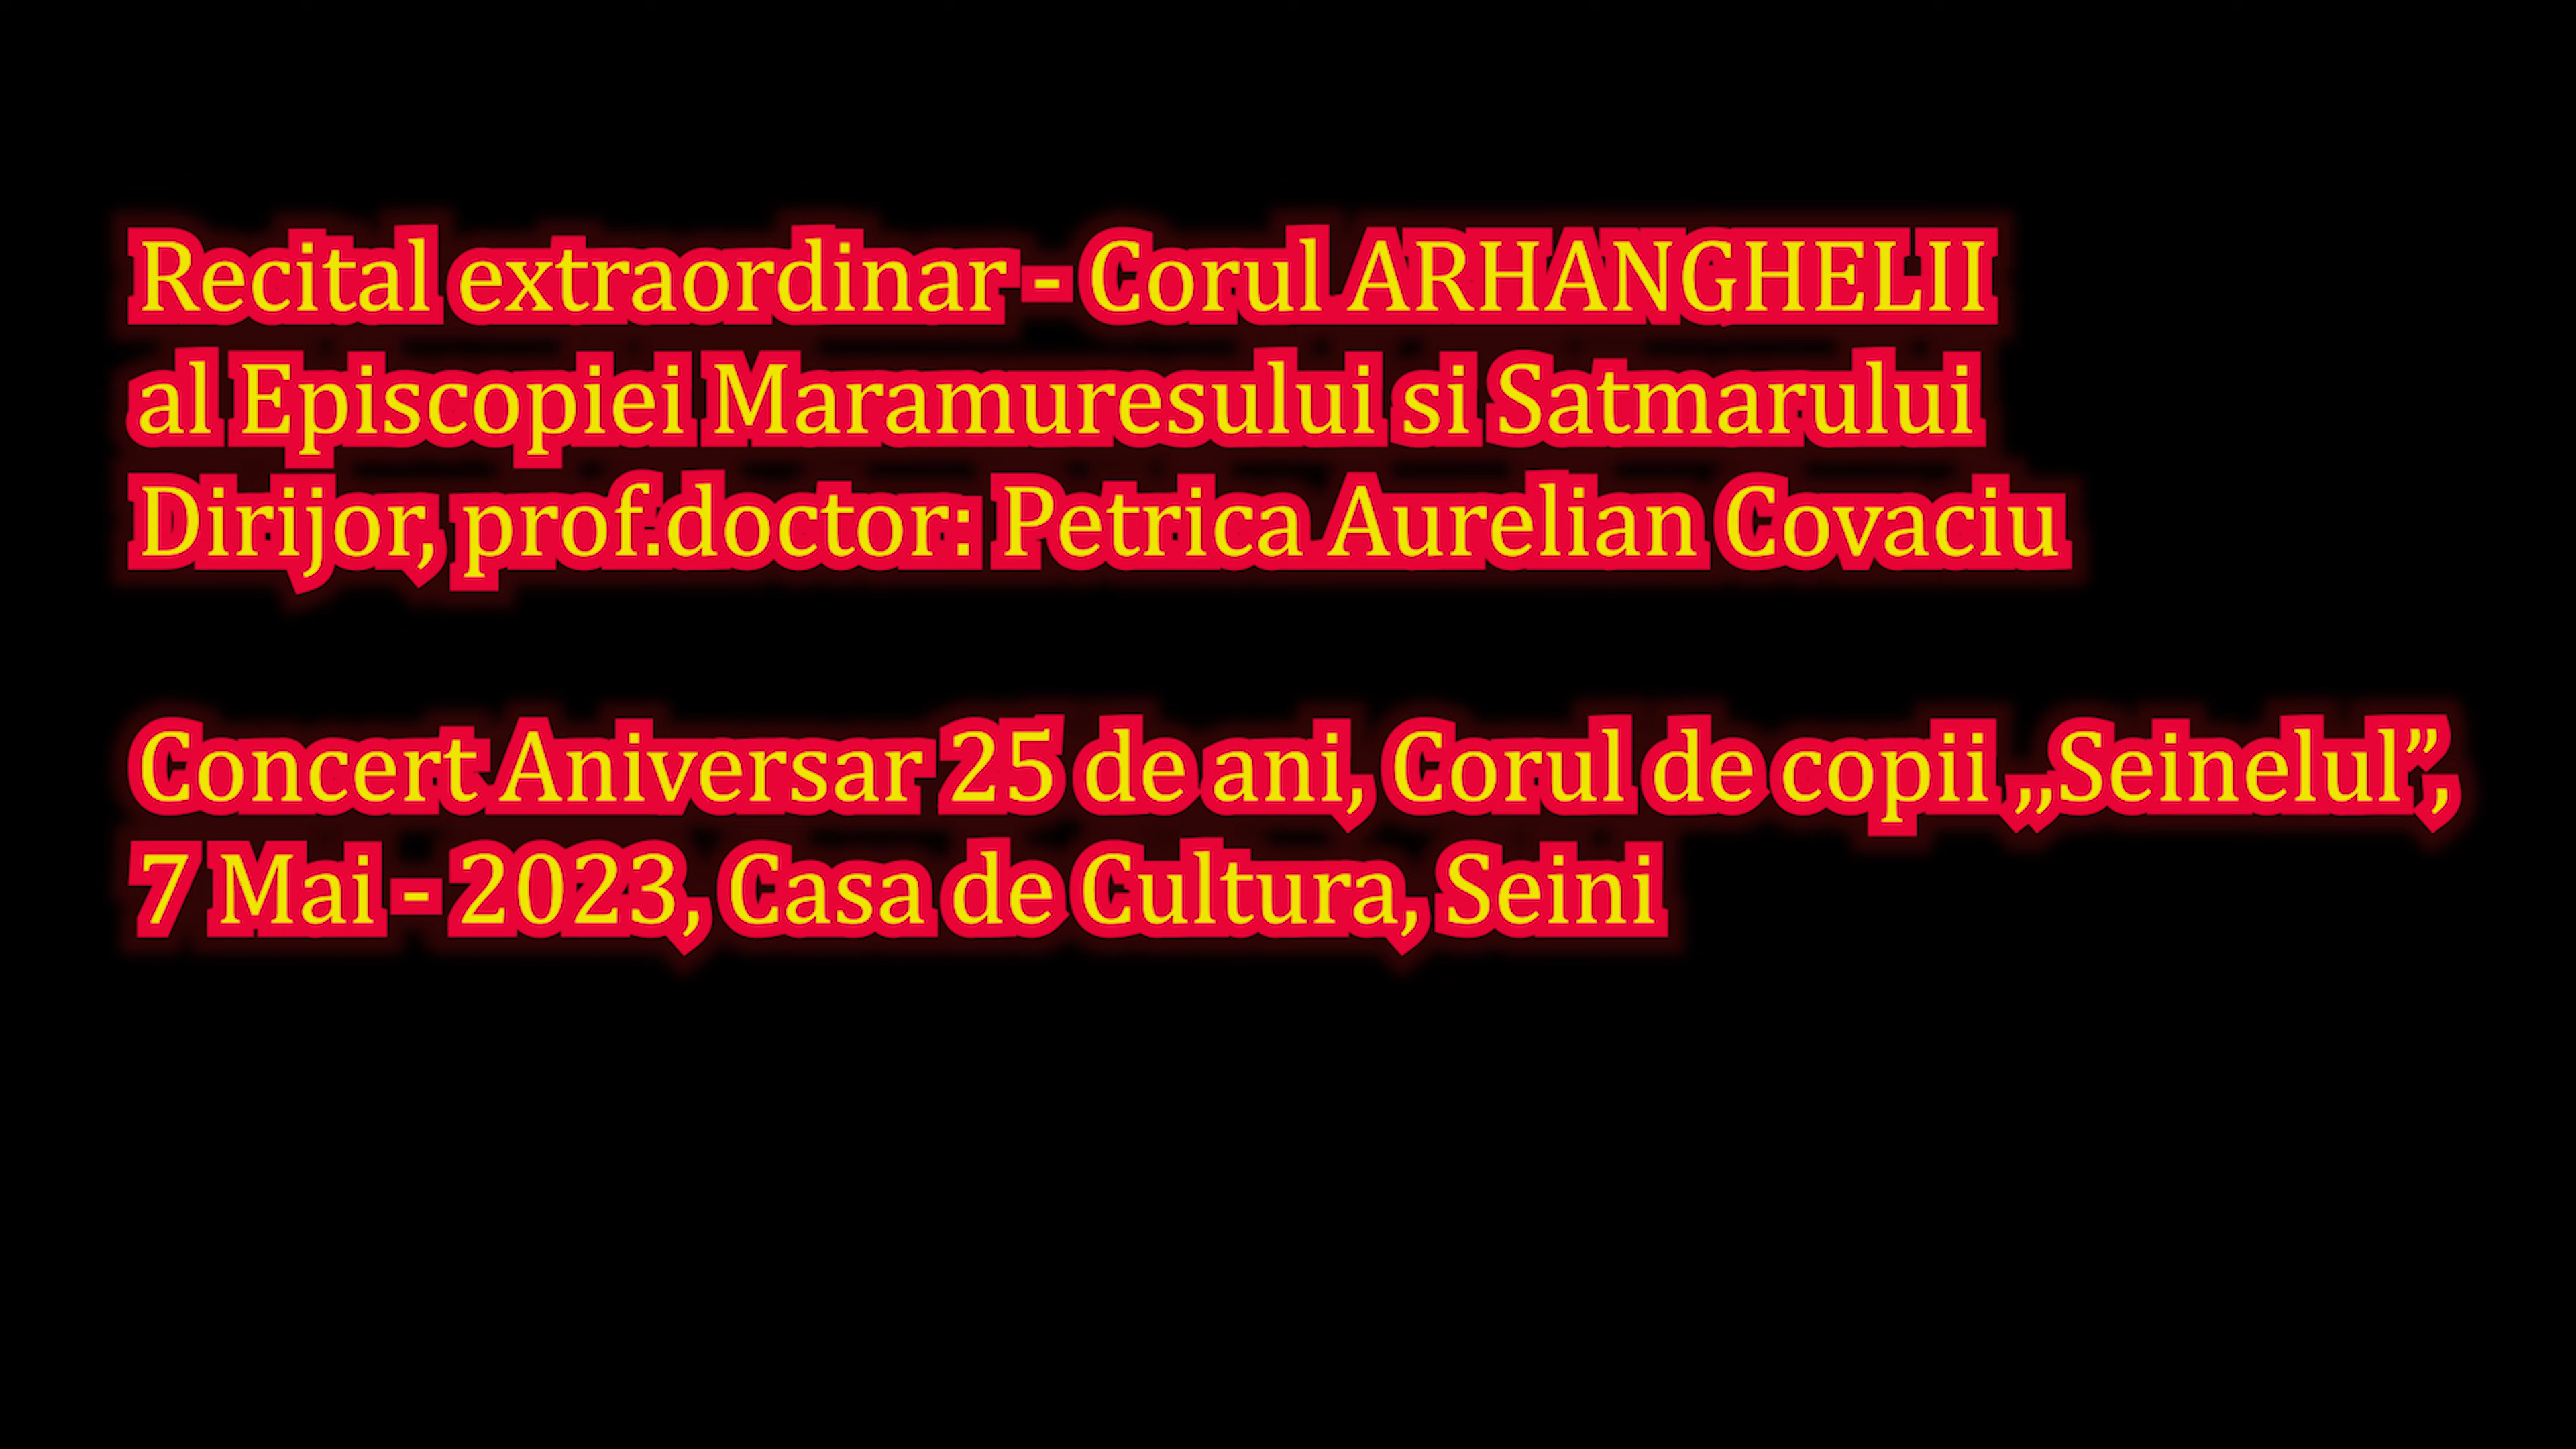 Recital extraordinar - Corul ARHANGHELII
al Episcopiei Maramuresului si Satmarului
Dirijor, prof.doctor: Petrica Aurelian Covaciu
Concert Aniversar 25 de ani, Corul de copii ,,Seinelul”,
7 Mai - 2023, Casa de Cultura, Seini